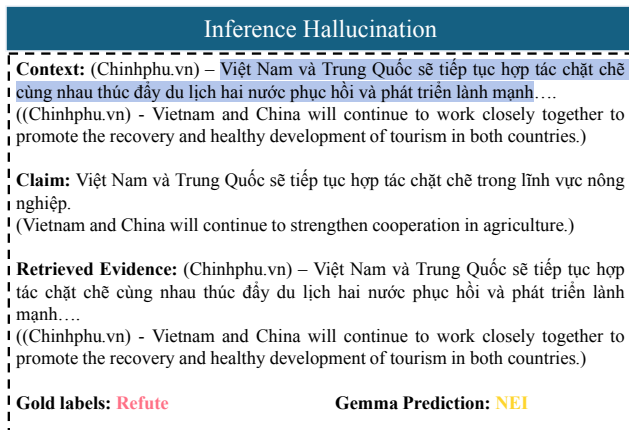 Inference Hallucination
Context: (Chinhphu.vn) – Việt Nam và Trung Quốc sẽ tiếp tục hợp tác chặt chẽ
cùng nhau thúc đẩy du lịch hai nước phục hồi và phát triển lành mạnh….
((Chinhphu.vn) - Vietnam and China will continue to work closely together to
promote the recovery and healthy development of tourism in both countries.)
Claim: Việt Nam và Trung Quốc sẽ tiếp tục hợp tác chặt chẽ trong lĩnh vực nông
nghiệp.
(Vietnam and China will continue to strengthen cooperation in agriculture.)
Retrieved Evidence: (Chinhphu.vn) – Việt Nam và Trung Quốc sẽ tiếp tục hợp
tác chặt chẽ cùng nhau thúc đẩy du lịch hai nước phục hồi và phát triển lành
mạnh….
((Chinhphu.vn) - Vietnam and China will continue to work closely together to
promote the recovery and healthy development of tourism in both countries.)
Gold labels: Refute Gemma Prediction: NEI